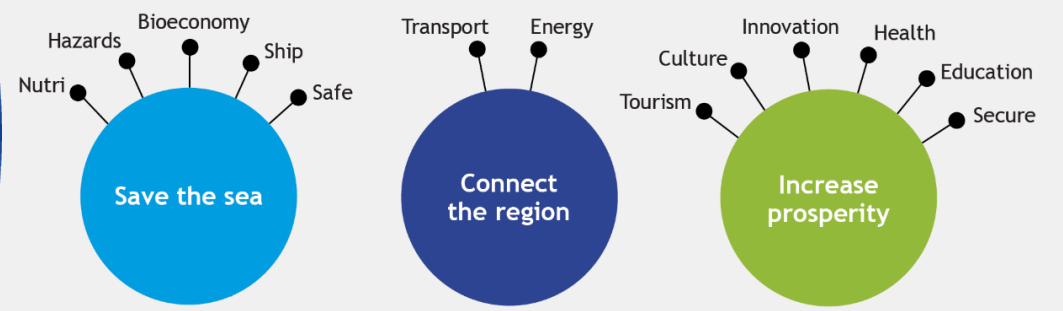 Nutri
Hazards
Bioeconomy
Ship
Safe
Save the sea
Transport
Energy
Connect
the region
Tourism
Culture
Innovation
Health
Education
Secure
Increase
prosperity